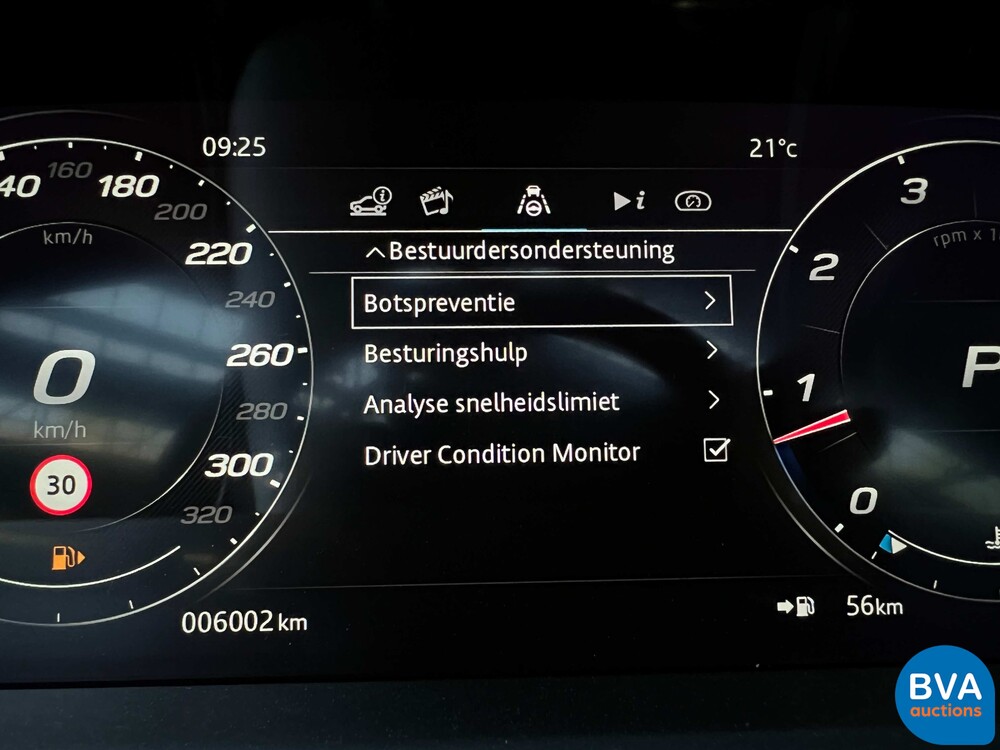 09:25
21°c
40 160 180
200
220
240
260
280
300
320
km/h
0
km/h
30
006002 km
Bestuurdersondersteuning
Botspreventie
Besturingshulp
Analyse snelheidslimiet
Driver Condition Monitor
3
2
1
0
rpm x 1
P
56km
BVA
auctions